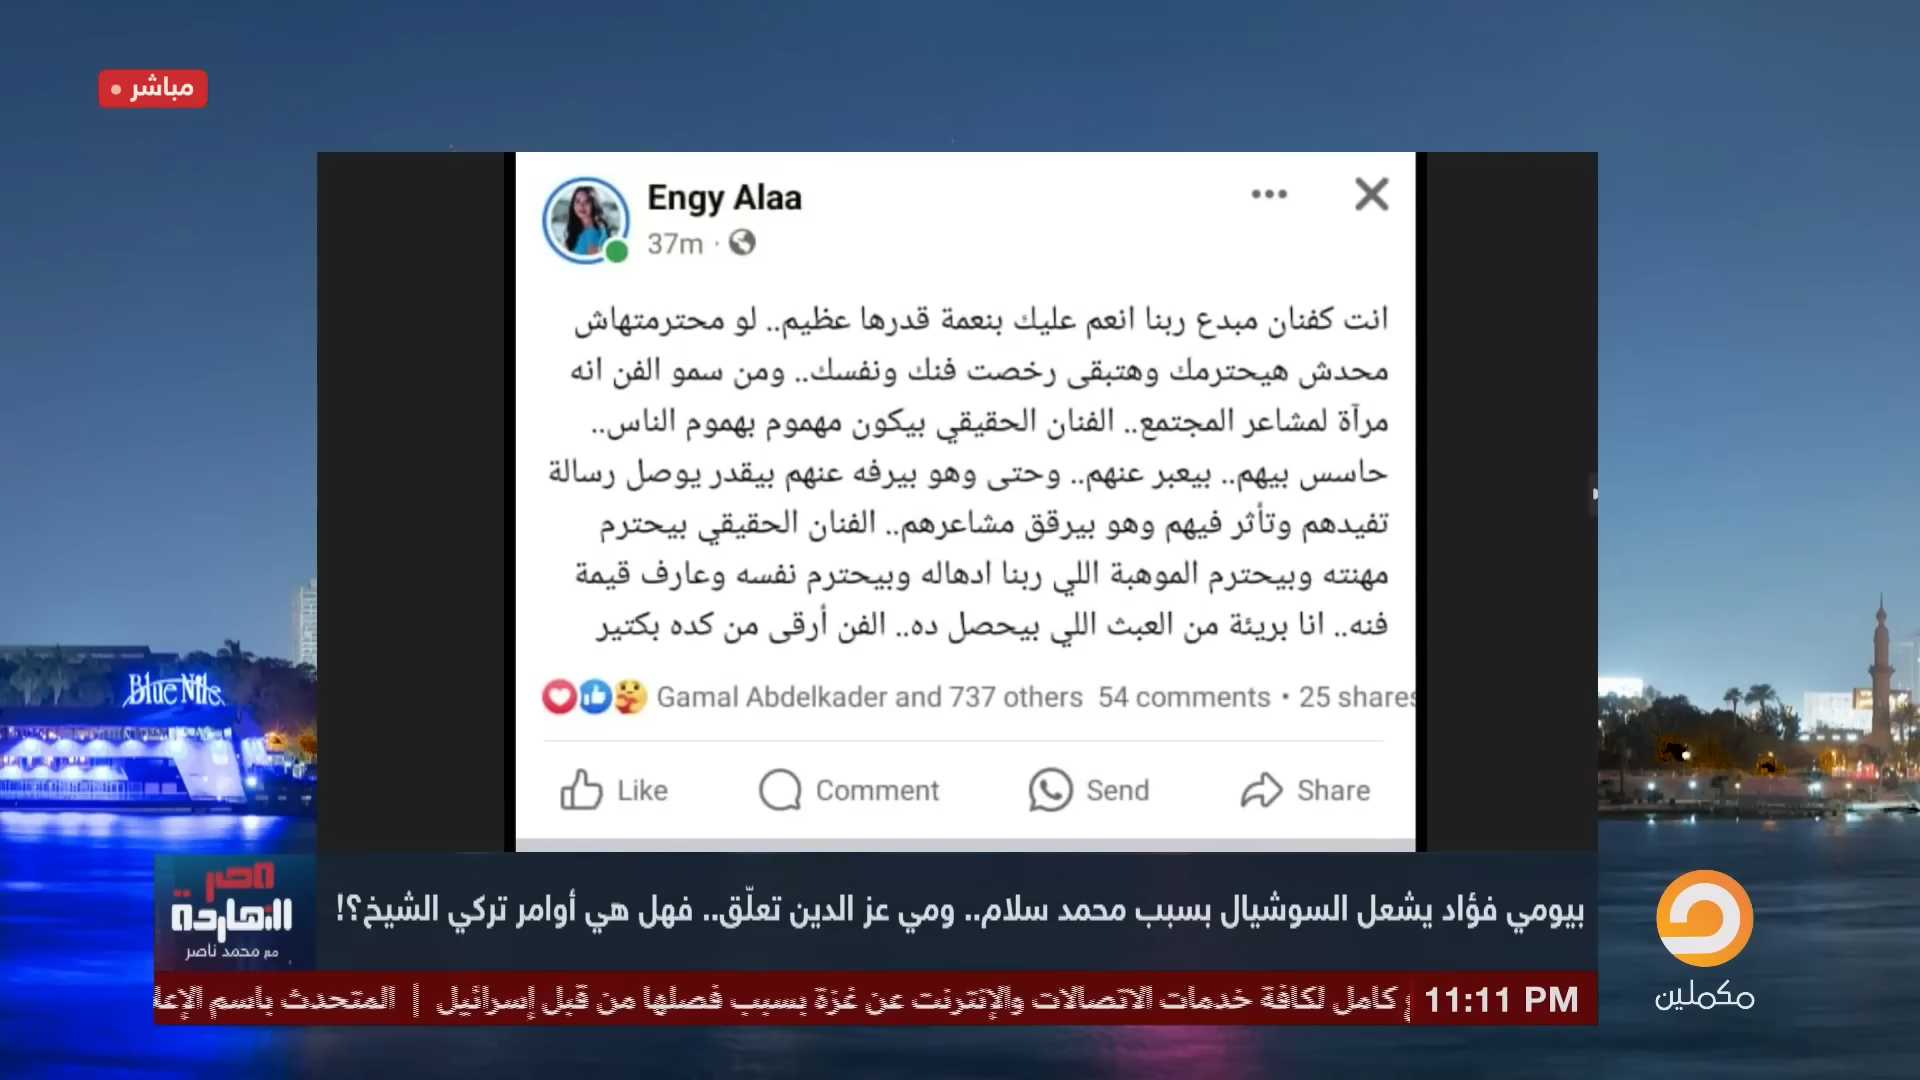 مباشر
Engy Alaa
37m
انت كفنان مبدع ربنا انعم عليك بنعمة قدرها عظيم.. لو محترمتهاش
محدش هيحترمك وهتبقى رخصت فنك ونفسك.. ومن سمو الفن انه
مرآة لمشاعر المجتمع.. الفنان الحقيقي بيكون مهموم بهموم الناس..
حاسس بيهم.. بيعبر عنهم.. وحتى وهو بيرفه عنهم بيقدر يوصل رسالة
تفيدهم وتأثر فيهم وهو بيرقق مشاعرهم.. الفنان الحقيقي بيحترم
مهنته وبيحترم الموهبة اللي ربنا ادهاله وبيحترم نفسه وعارف قيمة
فنه.. انا بريئة من العبث اللي بيحصل ده.. الفن أرقى من كده بكتير
Gamal Abdelkader and 737 others 54 comments • 25 shares
Like Comment Send Share
Blue Nile
بيومي فؤاد يشعل السوشيال بسبب محمد سلام.. ومي عز الدين تعلّق.. فهل هي أوامر تركي الشيخ؟!
مصر
النهاردة
مع محمد ناصر
كامل لكافة خدمات الاتصالات والإنترنت عن غزة بسبب فصلها من قبل إسرائيل | المتحدث باسم
11:11 PM
مكملين